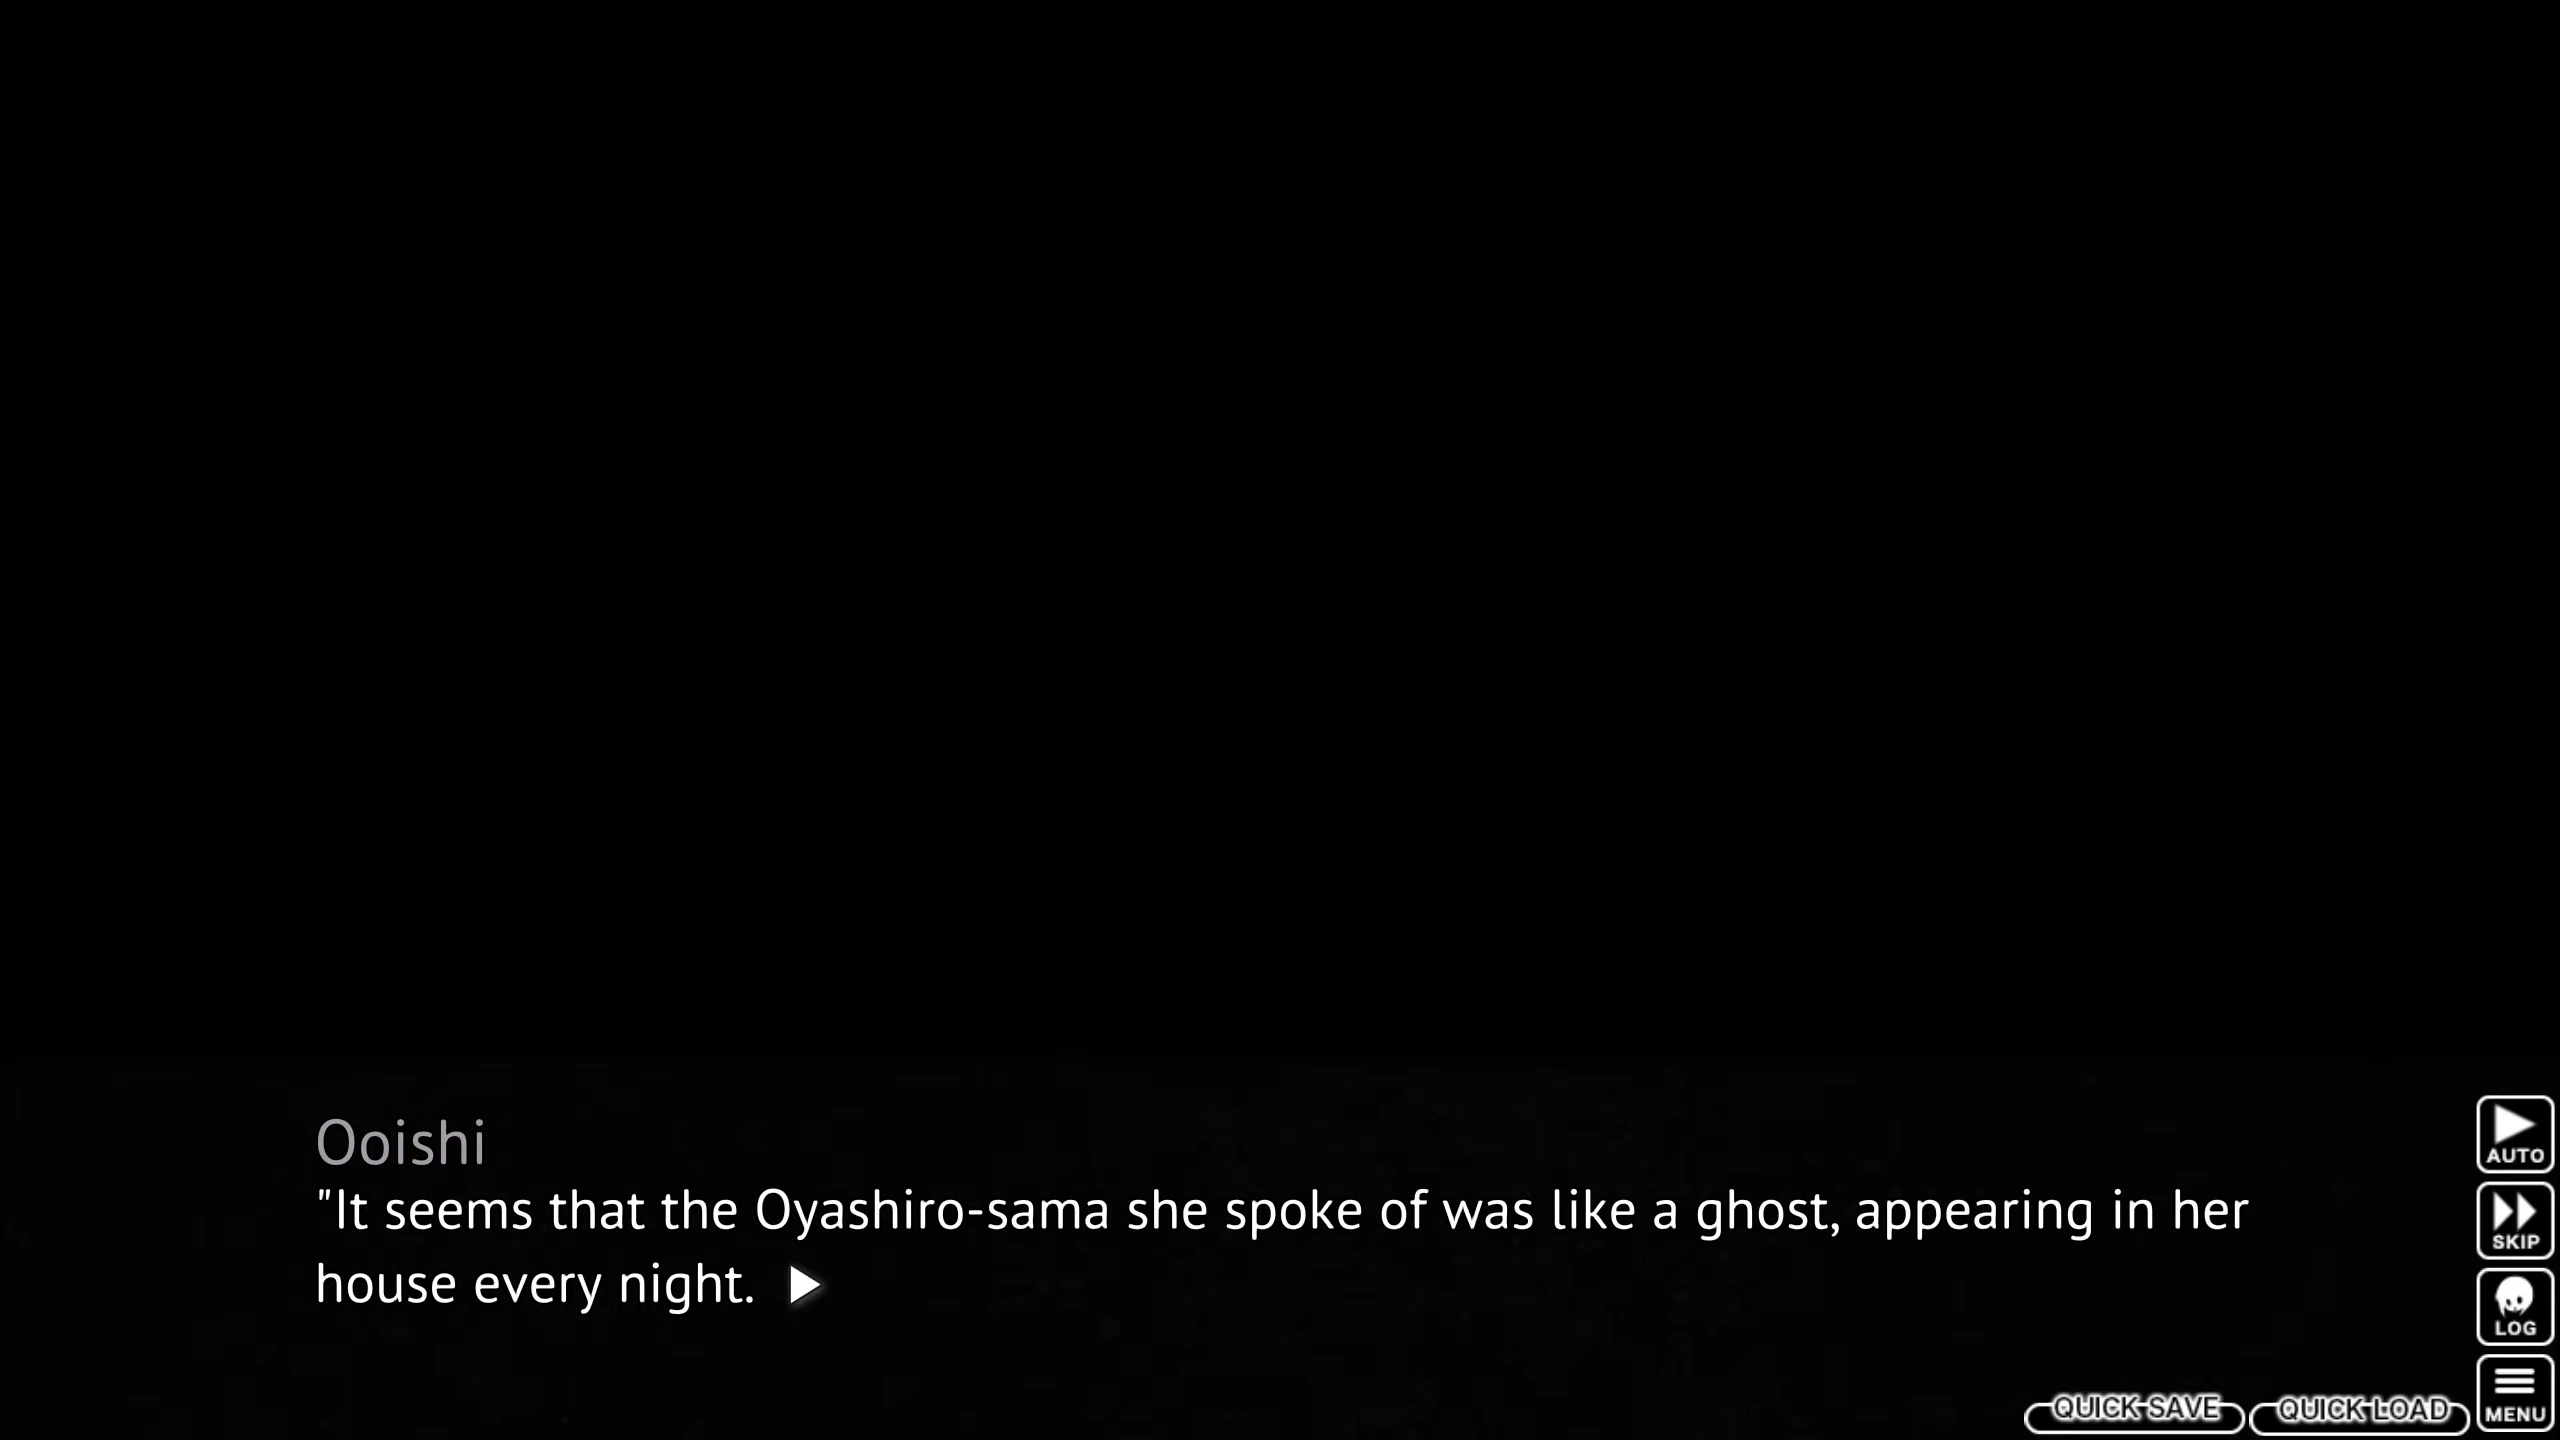 Ooishi
"It seems that the Oyashiro-sama she spoke of was like a ghost, appearing in her
house every night.
AUTO
SKIP
LOG
MENU
QUICK SAVE
QUICK LOAD